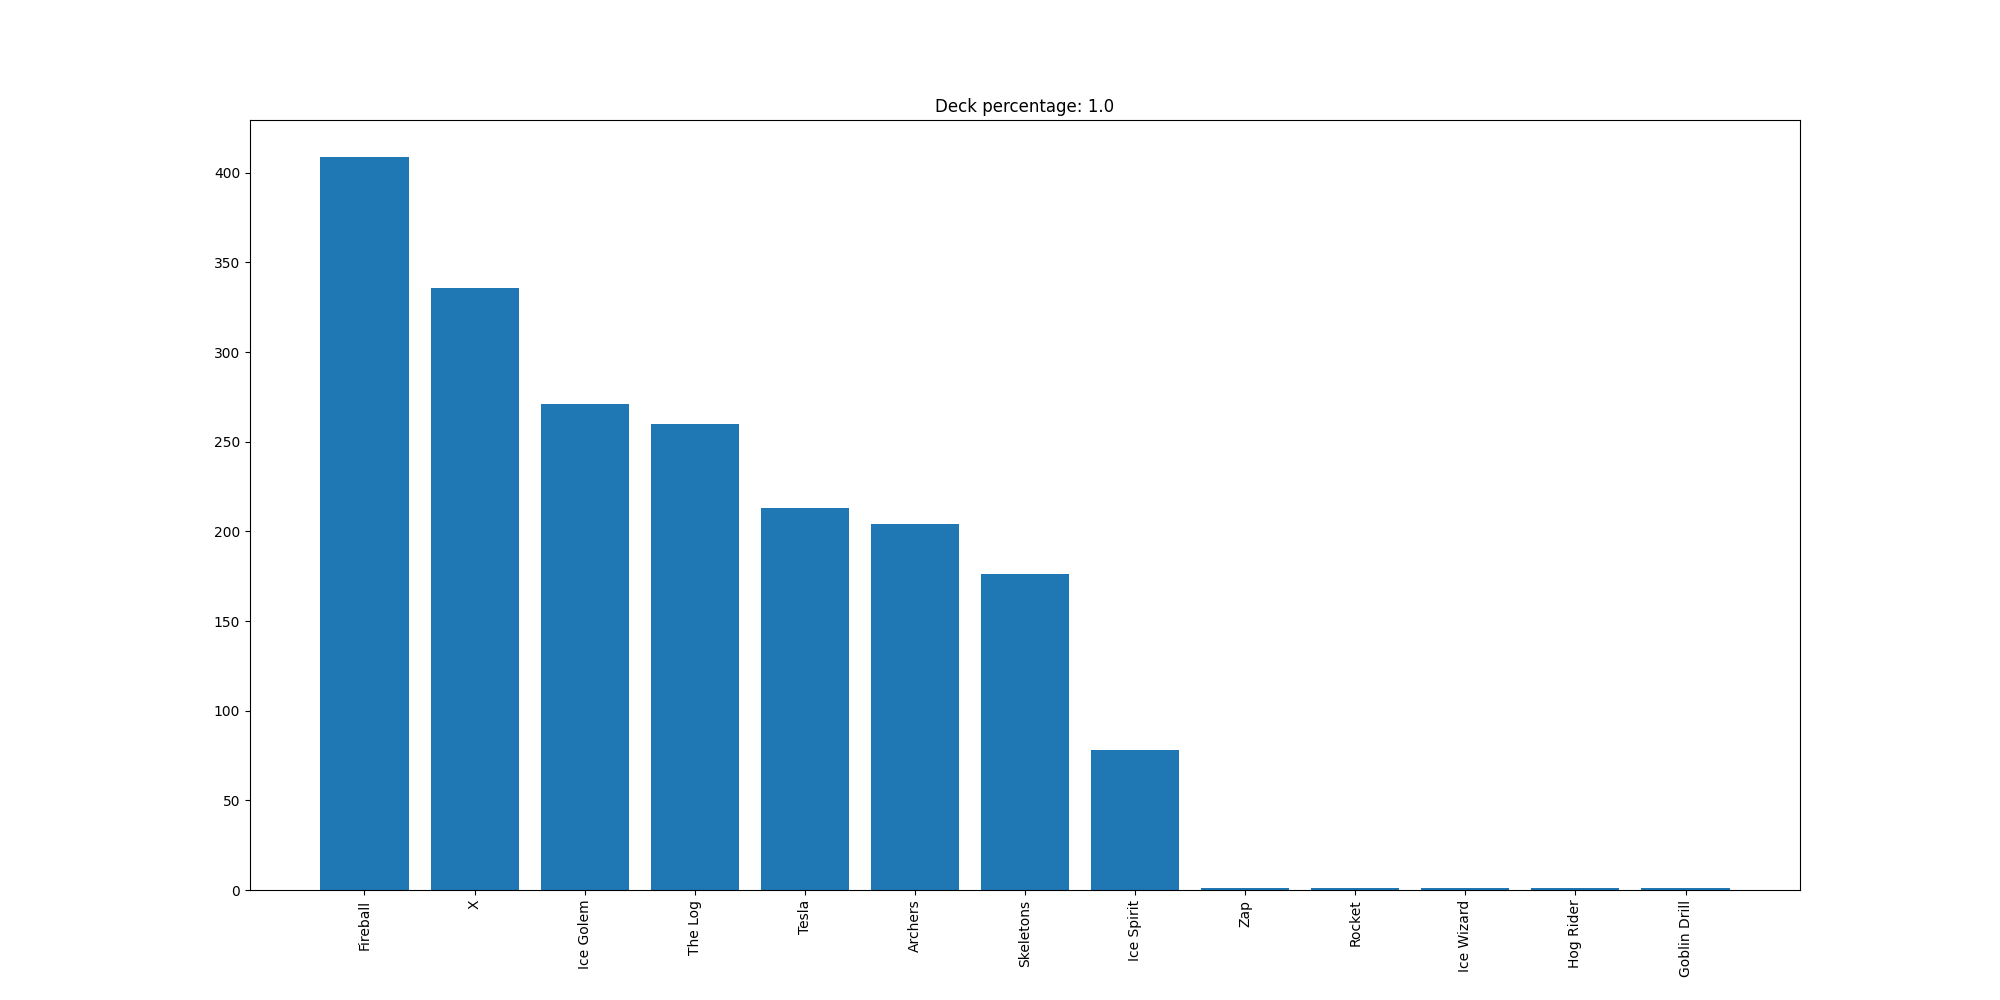 Deck percentage: 1.0
400
350
300
250
200
150
100
50
0
Fireball
X
Ice Golem
The Log
Tesla
Archers
Skeletons
Ice Spirit
Zap
Rocket
Ice Wizard
Hog Rider
Goblin Drill